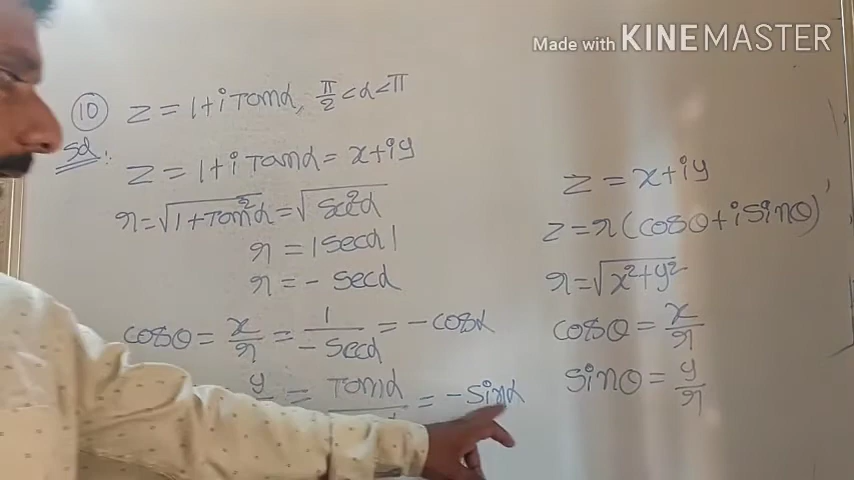 Made with KINEMASTER
⑩ z = 1+i Tanα, π/2 <α<π
Sol:
z = 1+i Tanα = x+iy
r=√(1+Tan²α) = √(Sec²α)
r = |secα|
r = - secα
cosθ = x/r = 1/(-Secα) = -cosα
y = Tanα = -sinα
z = x+iy
z = r(cosθ+i sinθ)
r=√(x²+y²)
cosθ = x/r
sinθ = y/r